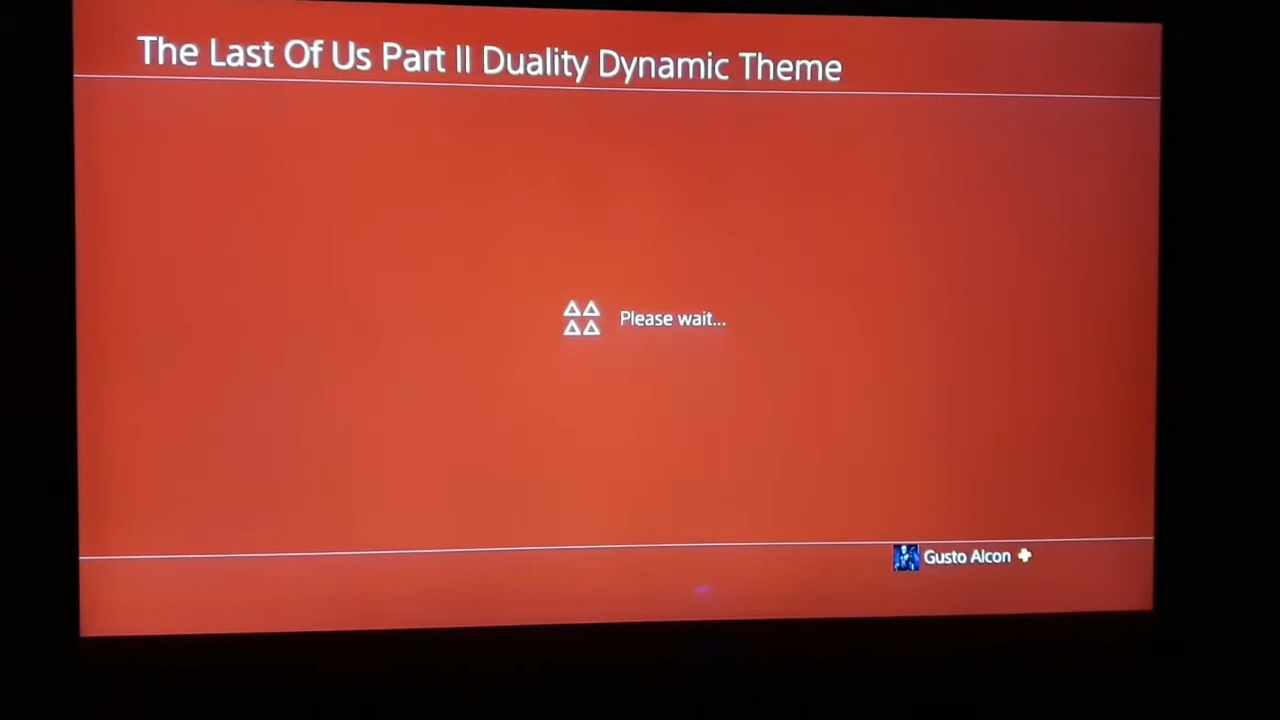 The Last Of Us Part II Duality Dynamic Theme
Please wait...
Gusto Alcon